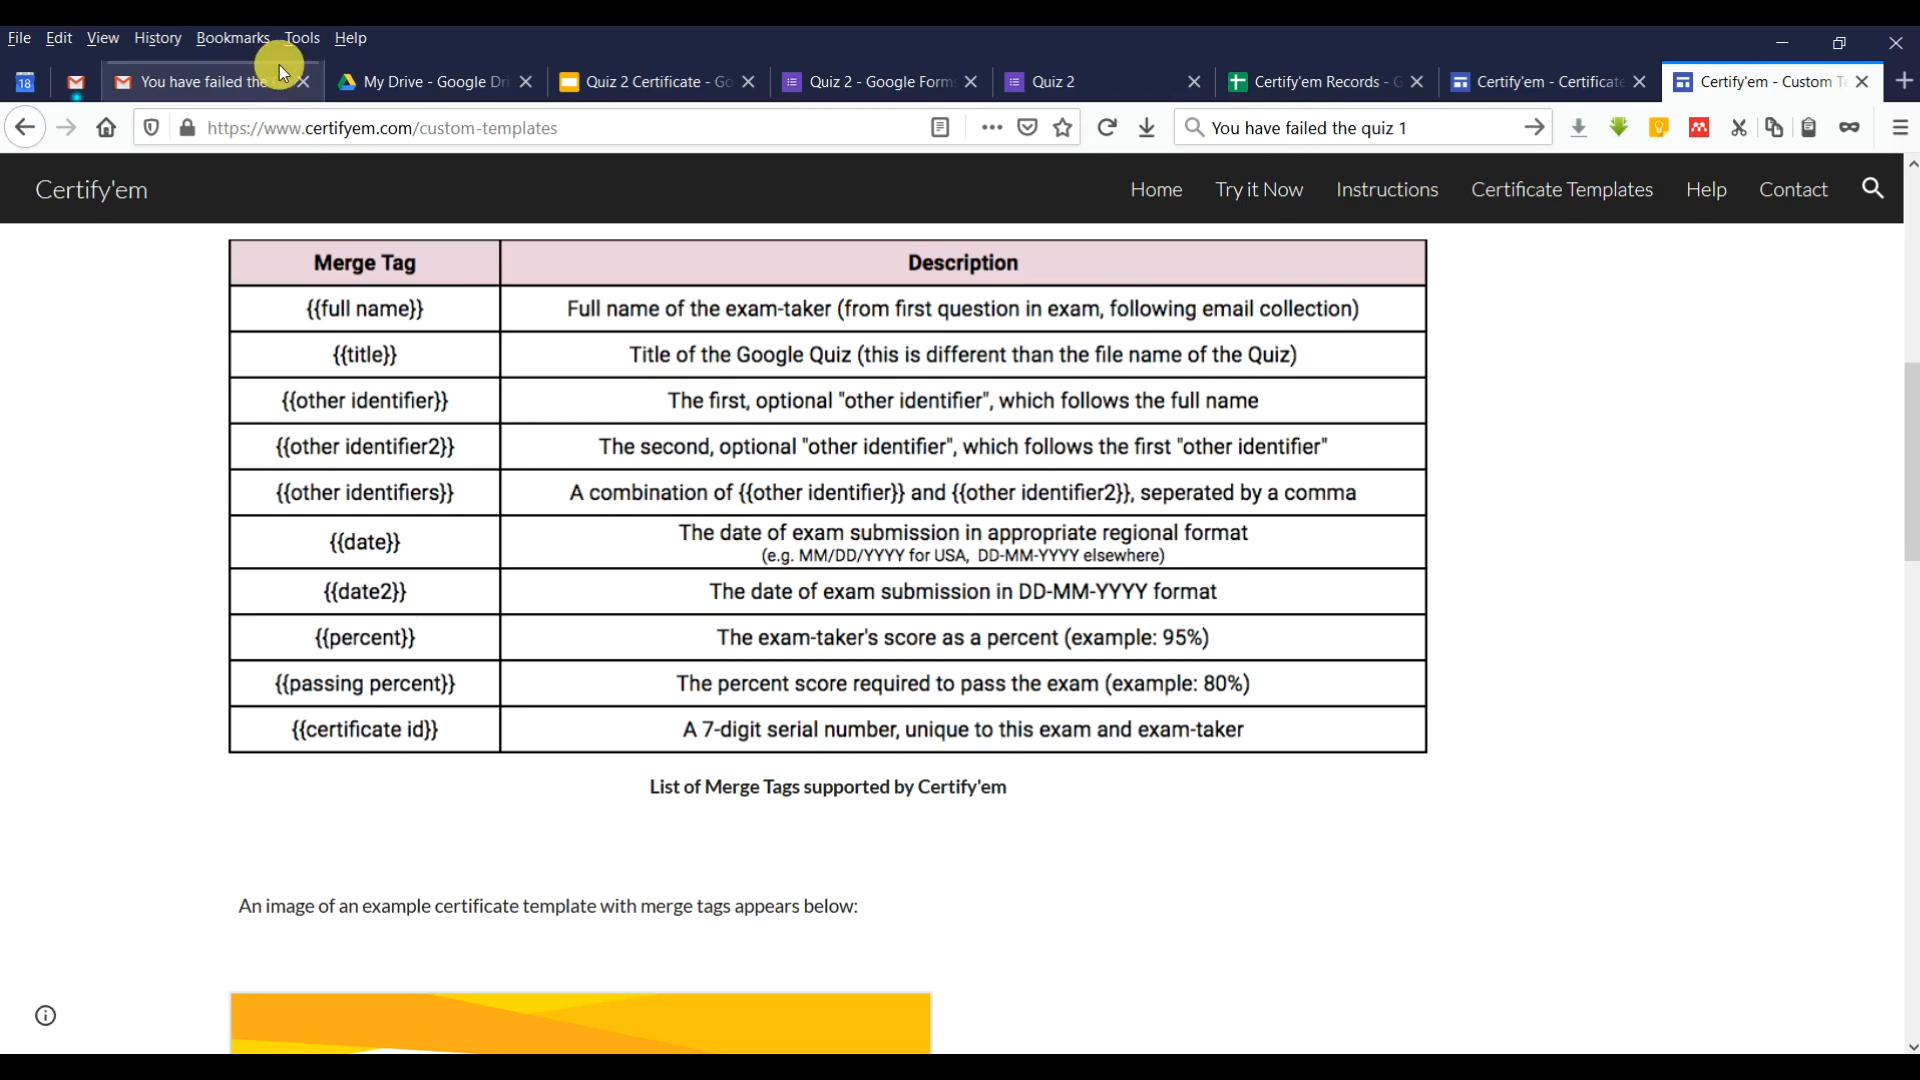 File Edit View History Bookmarks Tools Help
18 You have failed the My Drive - Google Dri Quiz 2 Certificate - Go Quiz 2 - Google Form Quiz 2 Certify'em Records - G Certify'em - Certificate Certify'em - Custom Te
https://www.certifyem.com/custom-templates You have failed the quiz 1
Certify'em Home Try it Now Instructions Certificate Templates Help Contact
Merge Tag Description
{{full name}} Full name of the exam-taker (from first question in exam, following email collection)
{{title}} Title of the Google Quiz (this is different than the file name of the Quiz)
{{other identifier}} The first, optional "other identifier", which follows the full name
{{other identifier2}} The second, optional "other identifier", which follows the first "other identifier"
{{other identifiers}} A combination of {{other identifier}} and {{other identifier2}}, seperated by a comma
{{date}} The date of exam submission in appropriate regional format
(e.g. MM/DD/YYYY for USA, DD-MM-YYYY elsewhere)
{{date2}} The date of exam submission in DD-MM-YYYY format
{{percent}} The exam-taker's score as a percent (example: 95%)
{{passing percent}} The percent score required to pass the exam (example: 80%)
{{certificate id}} A 7-digit serial number, unique to this exam and exam-taker
List of Merge Tags supported by Certify'em
An image of an example certificate template with merge tags appears below: